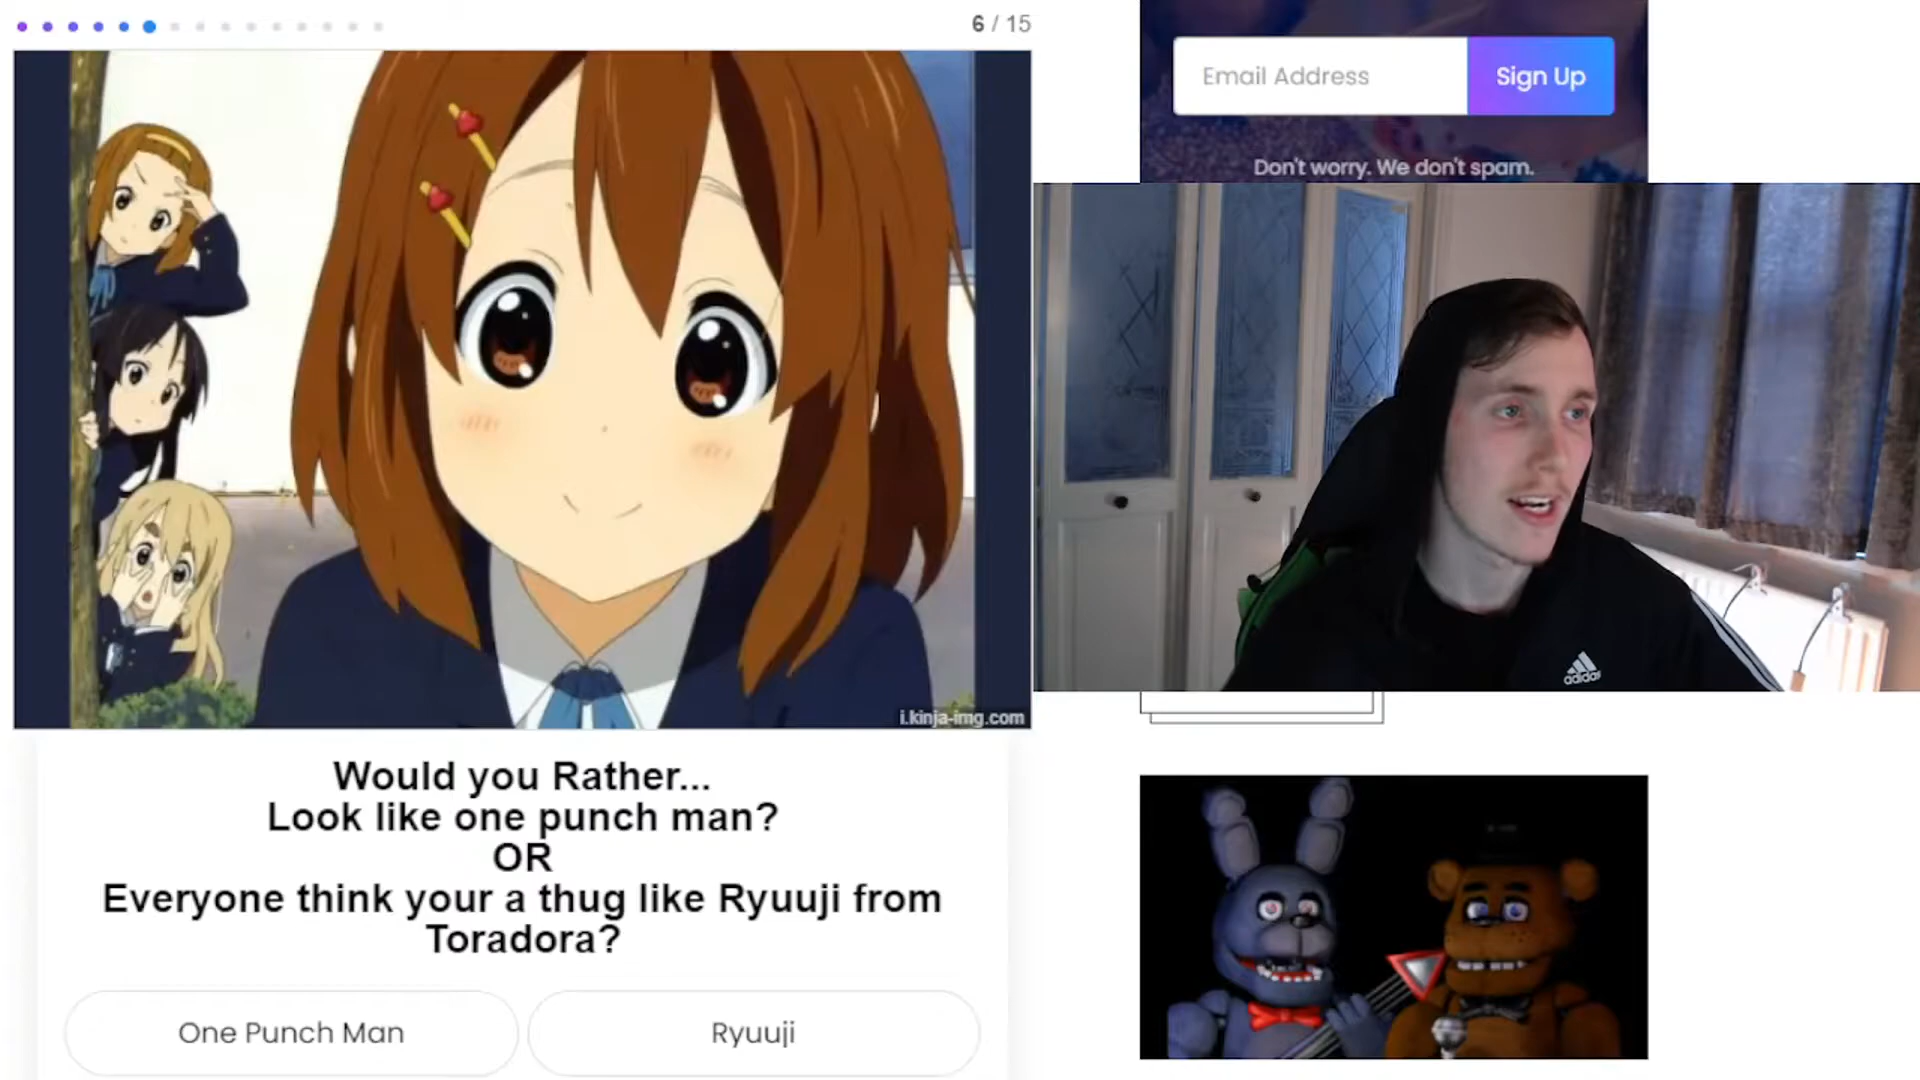 6 / 15
Email Address
Sign Up
Don't worry. We don't spam.
adidas
i.kinja-img.com
Would you Rather...
Look like one punch man?
OR
Everyone think your a thug like Ryuuji from
Toradora?
One Punch Man
Ryuuji